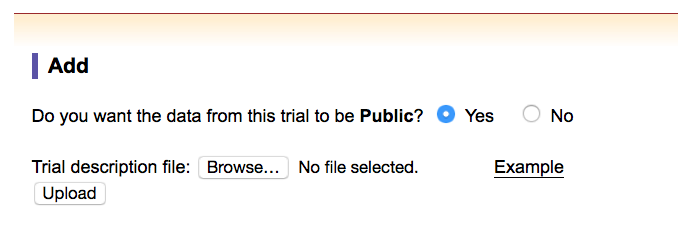 Add
Do you want the data from this trial to be Public? Yes No
Trial description file: Browse... No file selected. Example
Upload